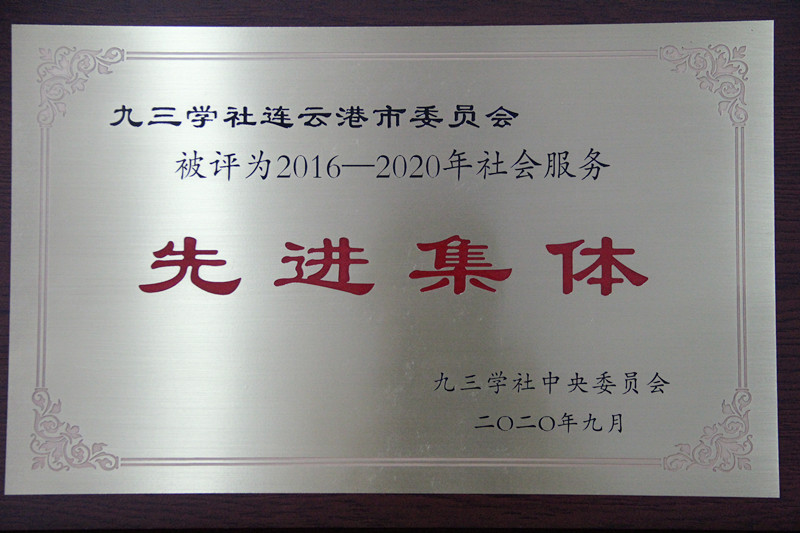 九三学社连云港市委员会
被评为2016—2020年社会服务
先进集体
九三学社中央委员会
二〇二〇年九月